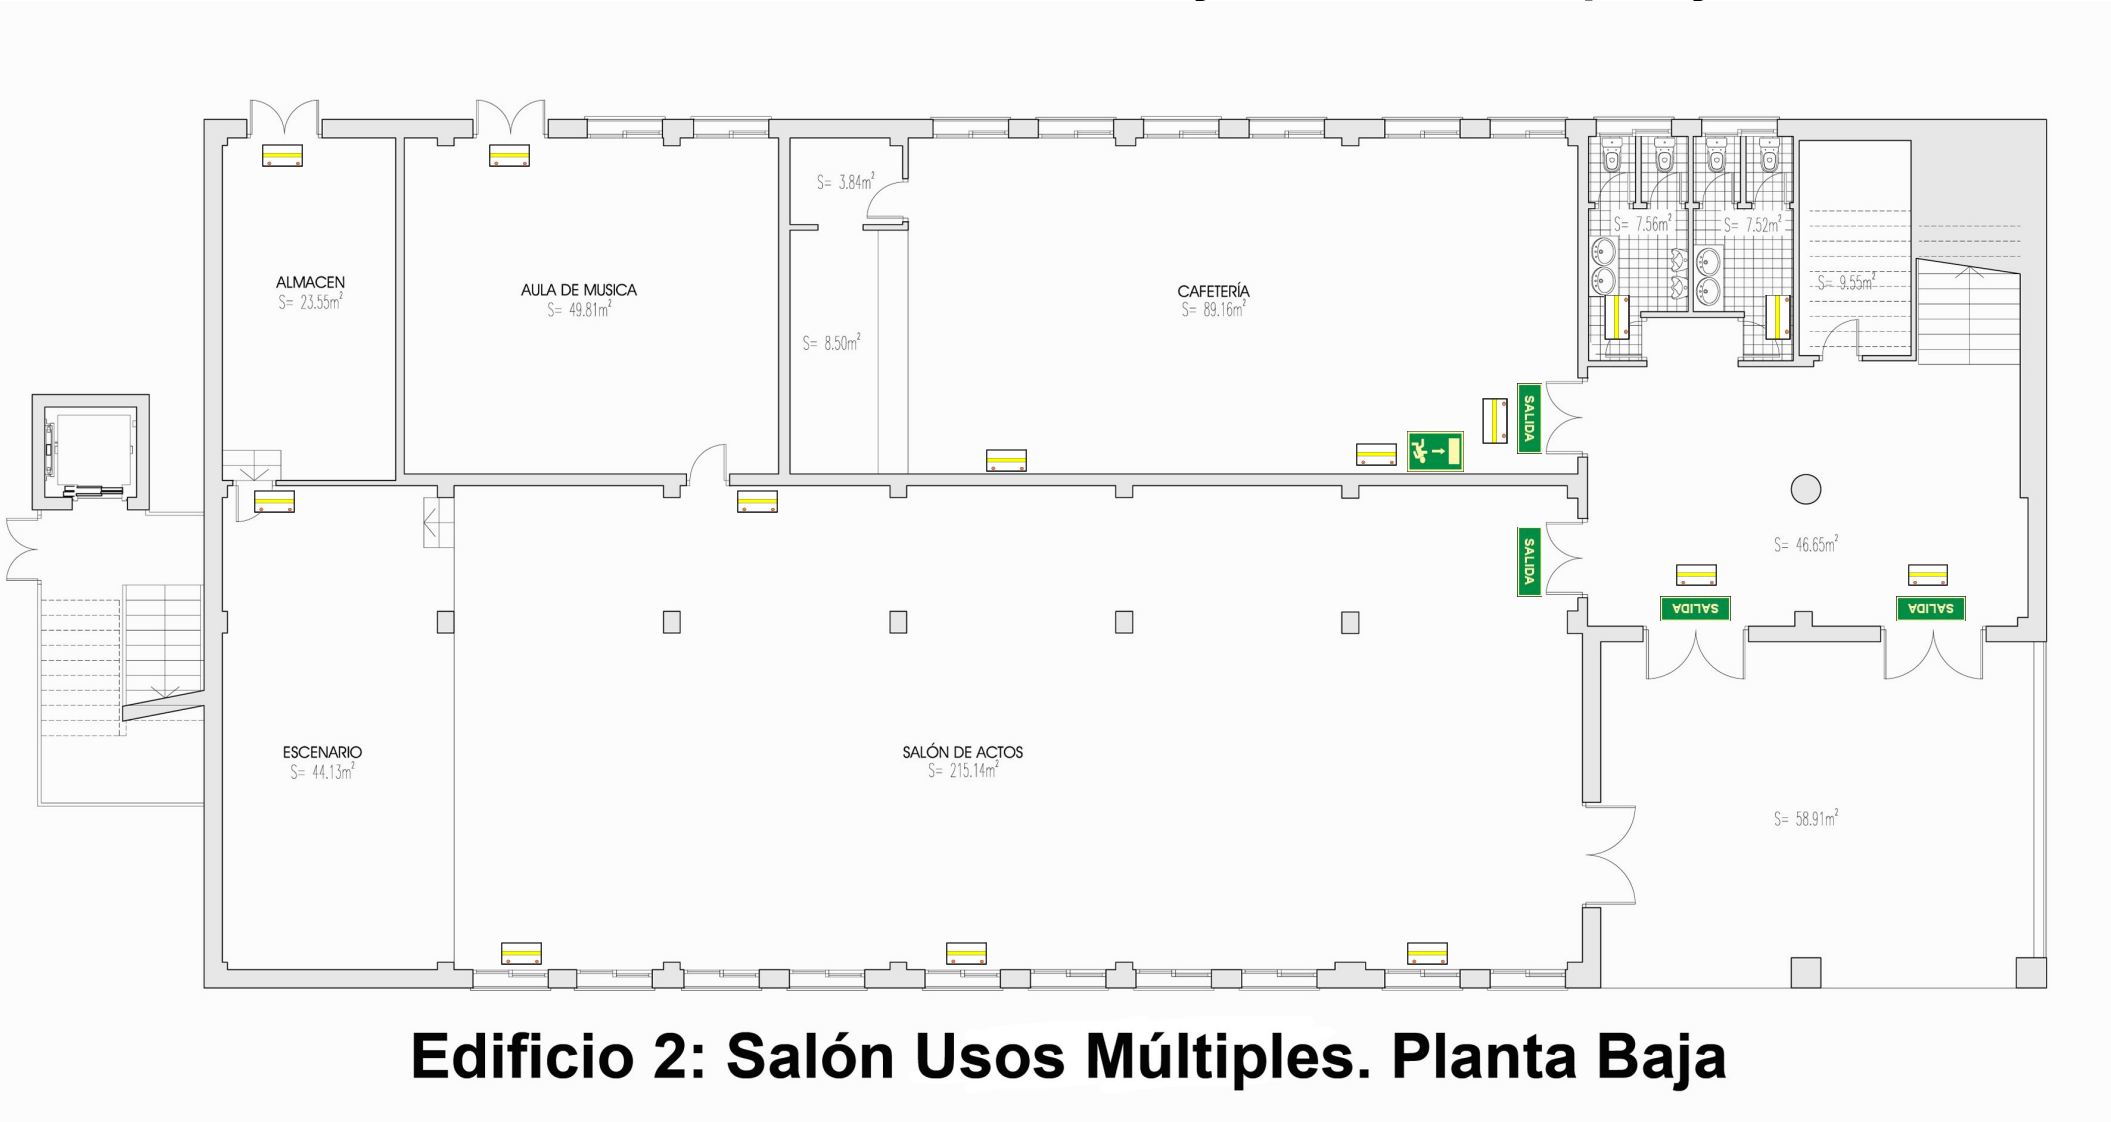 S= 3.84m²
S= 7.56m²
S= 7.52m²
ALMACEN
S= 23.55m²
AULA DE MUSICA
S= 49.81m²
CAFETERÍA
S= 89.16m²
S= 9.55m²
S= 8.50m²
SALIDA
SALIDA
S= 46.65m²
SALIDA
SALIDA
ESCENARIO
S= 44.13m²
SALÓN DE ACTOS
S= 215.14m²
S= 58.91m²
Edificio 2: Salón Usos Múltiples. Planta Baja